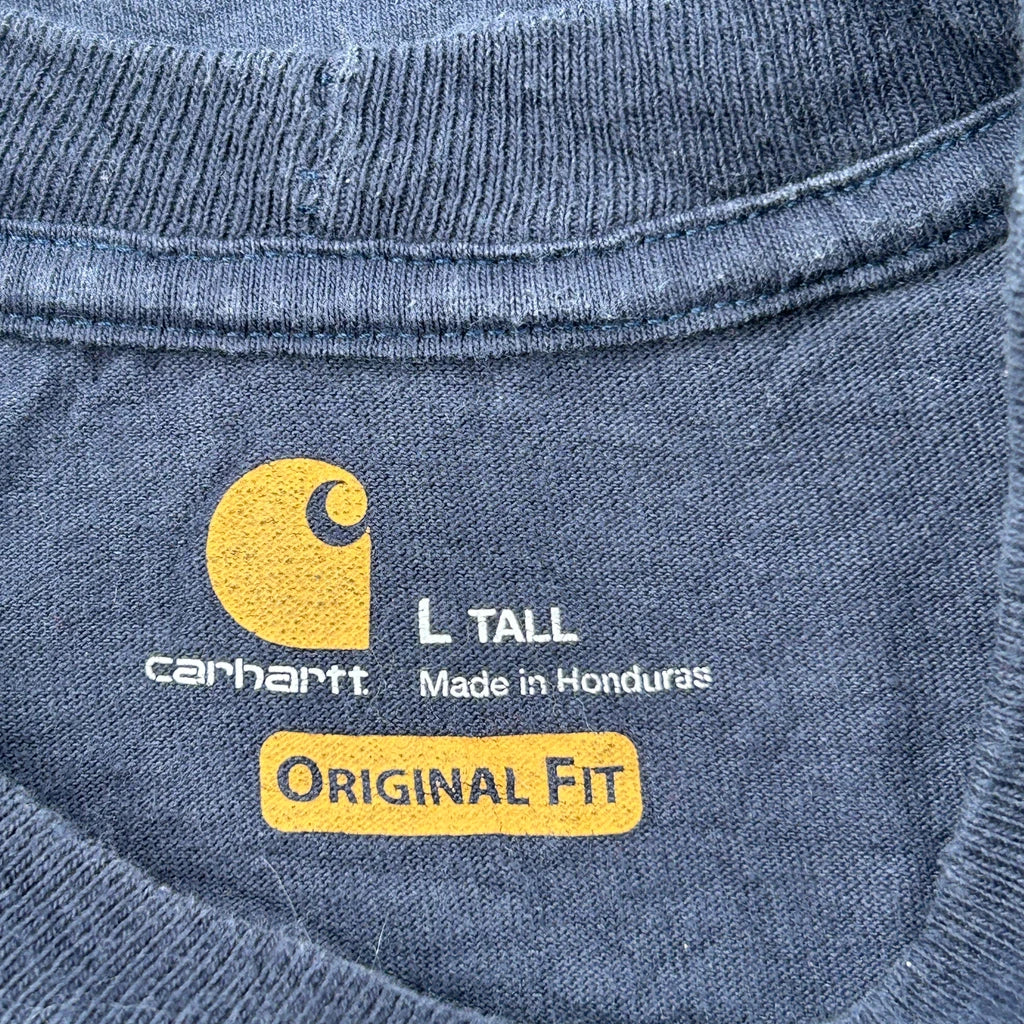 L TALL
carhartt.
Made in Honduras
ORIGINAL FIT